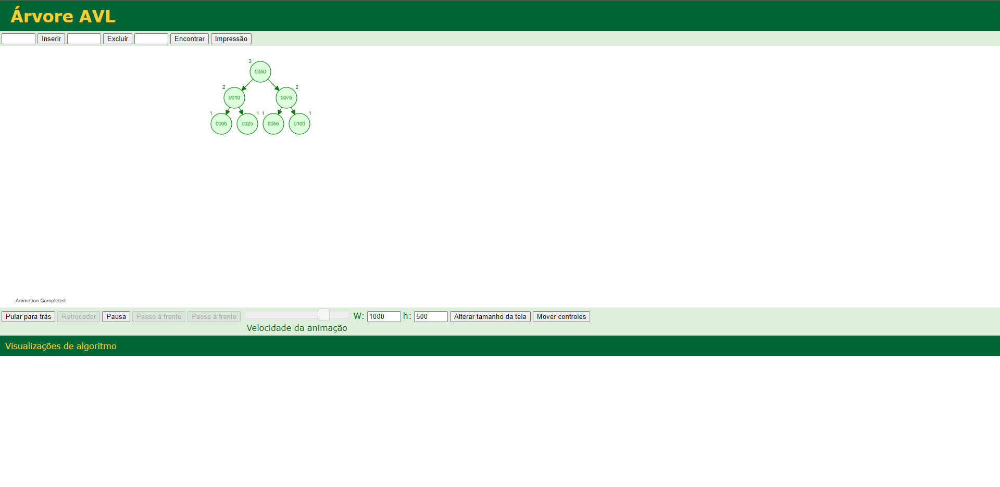 Árvore AVL
Inserir Excluir Encontrar Impressão
3
0050
2 2
0010 0075
1 1 1 1
0005 0025 0055 0100
Animation Completed
Pular para trás Retroceder Pausa Passo à frente Passe à frente W: 1000 h: 500 Alterar tamanho da tela Mover controles
Velocidade da animação
Visualizações de algoritmo